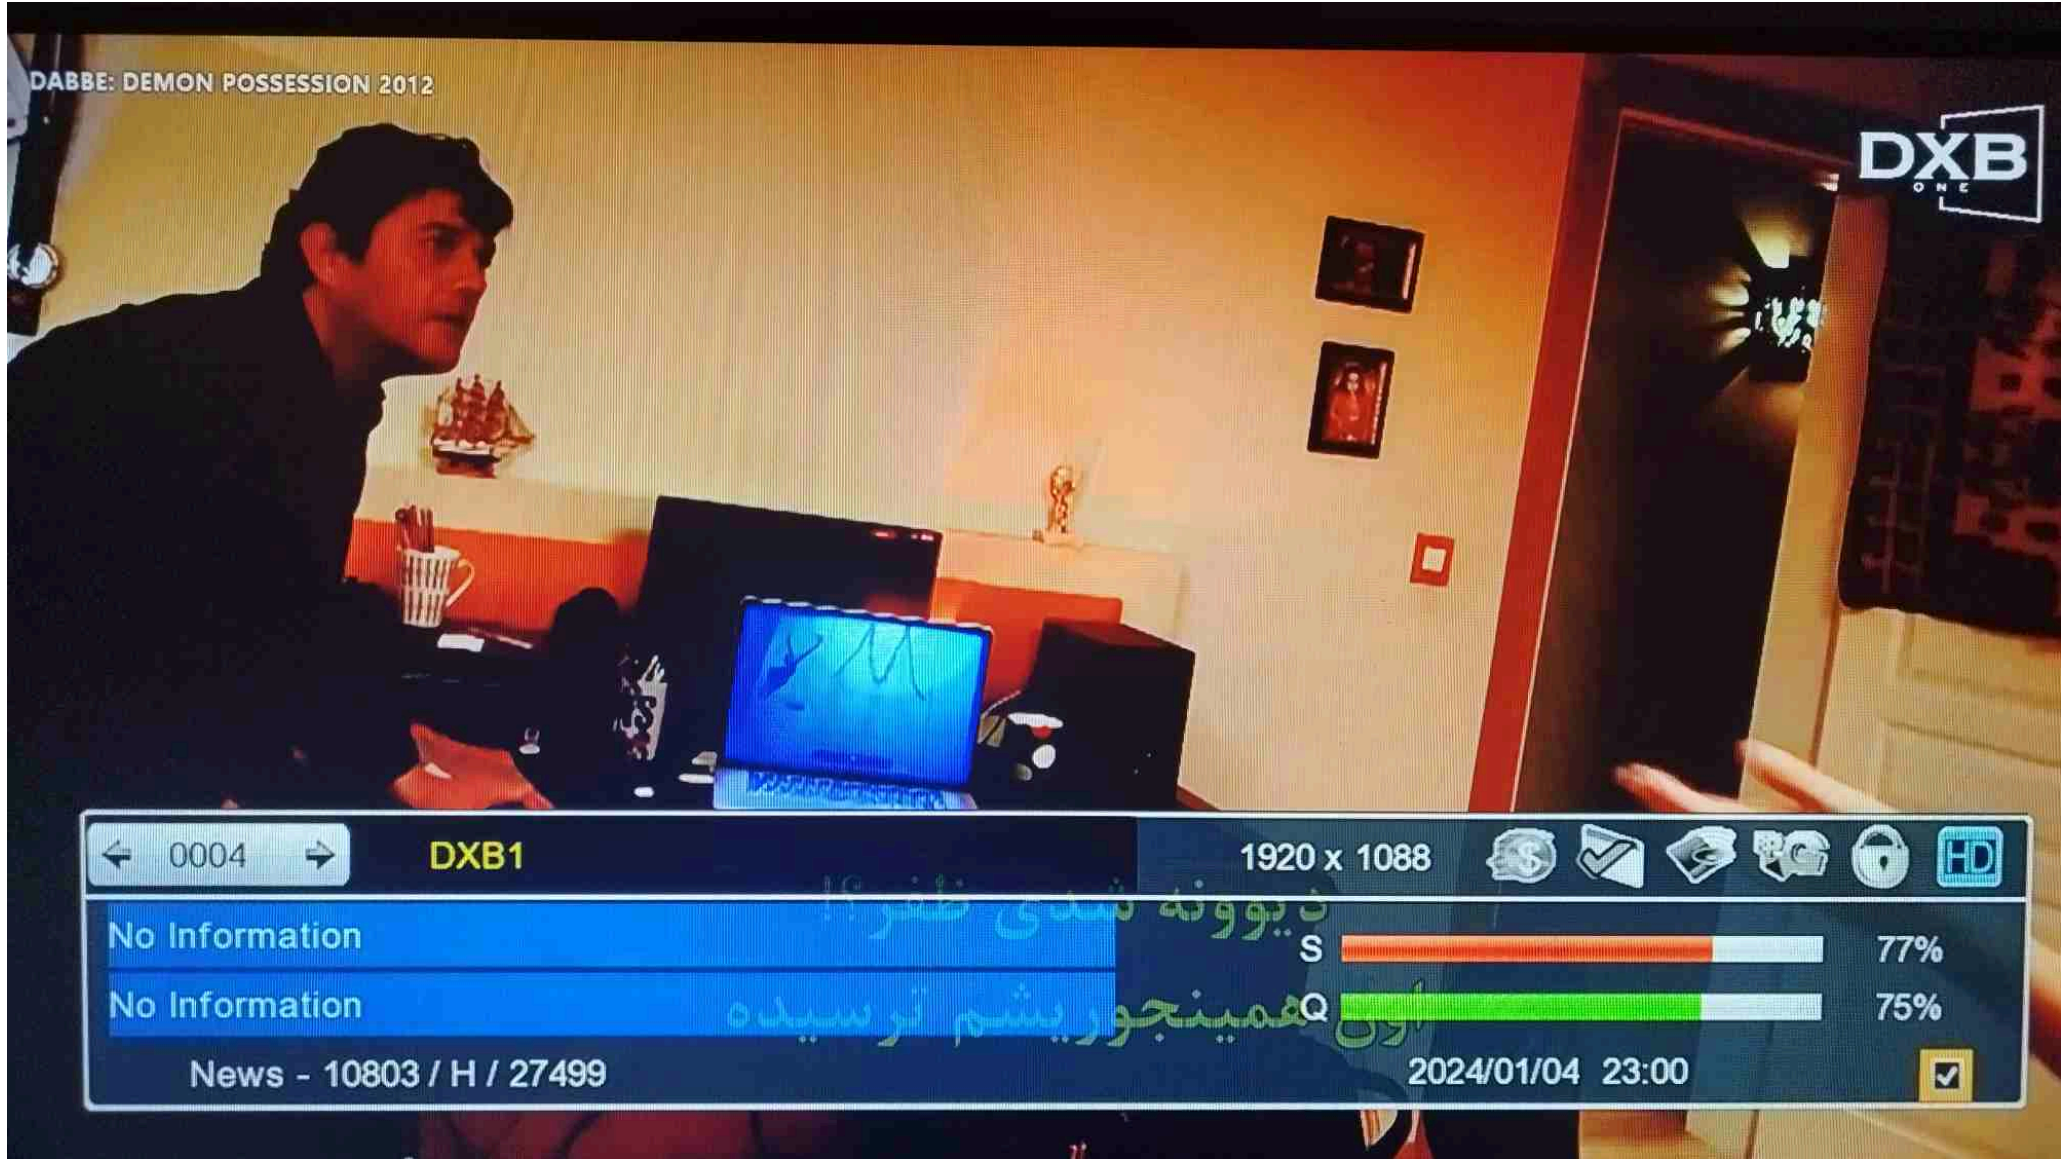 DABBE: DEMON POSSESSION 2012
DXB
ONE
0004
DXB1
1920 x 1088
HD
دیوونه شدی ظفر؟!
No Information
S
77%
اون همینجوریشم ترسیده
No Information
Q
75%
News - 10803 / H / 27499
2024/01/04 23:00